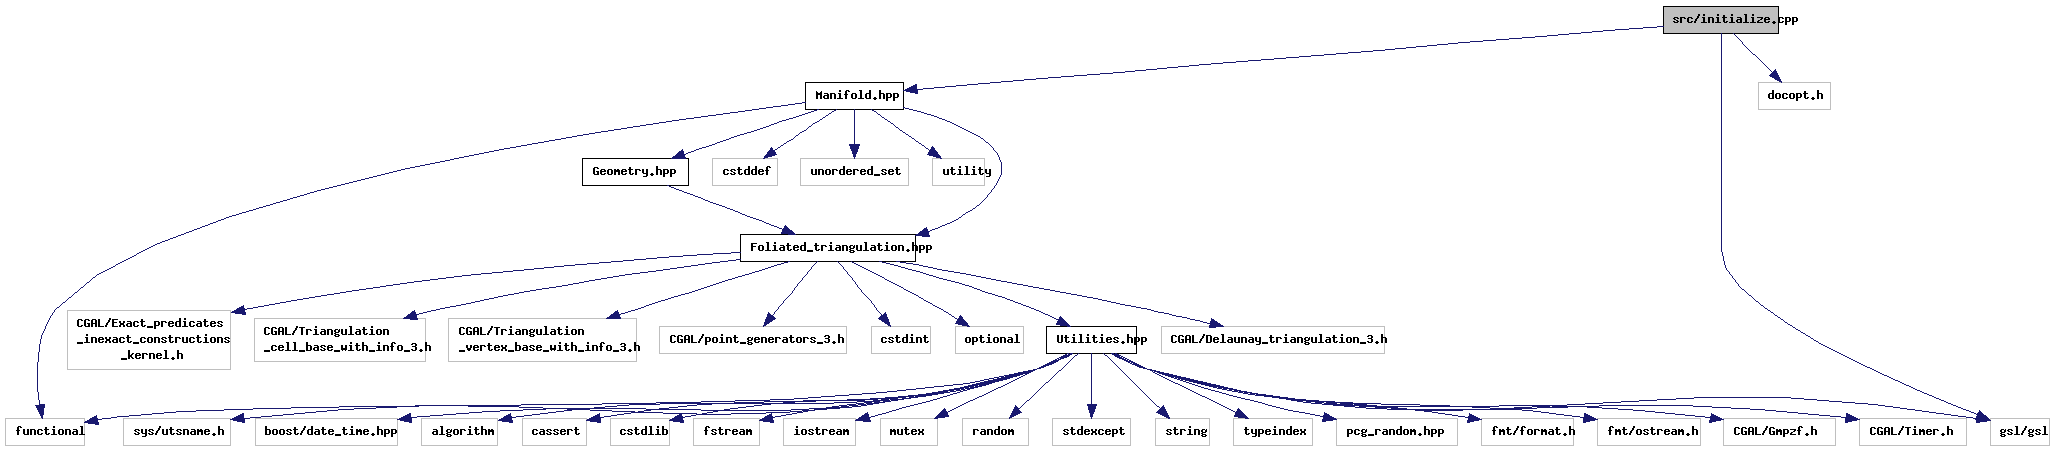 src/initialize.cpp
Manifold.hpp
docopt.h
Geometry.hpp
cstddef
unordered_set
utility
Foliated_triangulation.hpp
CGAL/Exact_predicates
_inexact_constructions
_kernel.h
CGAL/Triangulation
_cell_base_with_info_3.h
CGAL/Triangulation
_vertex_base_with_info_3.h
CGAL/point_generators_3.h
cstdint
optional
Utilities.hpp
CGAL/Delaunay_triangulation_3.h
functional
sys/utsname.h
boost/date_time.hpp
algorithm
cassert
cstdlib
fstream
iostream
mutex
random
stdexcept
string
typeindex
pcg_random.hpp
fmt/format.h
fmt/ostream.h
CGAL/Gmpzf.h
CGAL/Timer.h
gsl/gsl